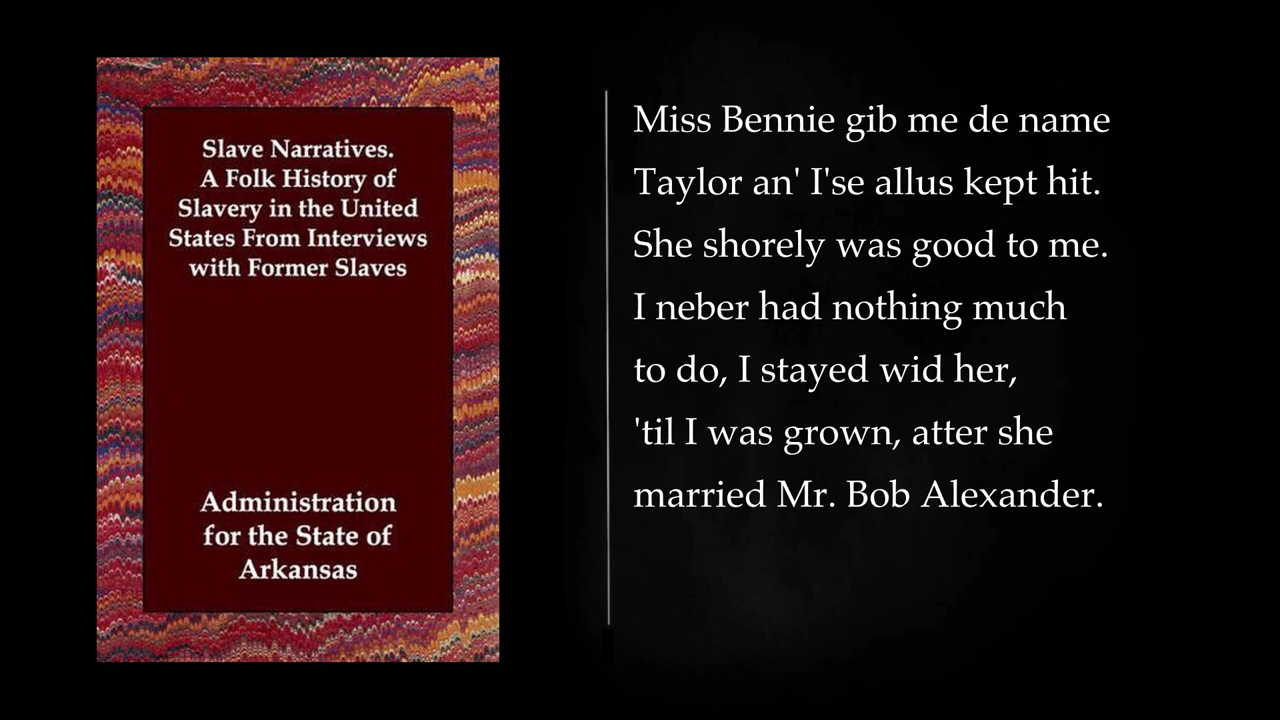 Slave Narratives.
A Folk History of
Slavery in the United
States From Interviews
with Former Slaves
Administration
for the State of
Arkansas
Miss Bennie gib me de name
Taylor an' I'se allus kept hit.
She shorely was good to me.
I neber had nothing much
to do, I stayed wid her,
'til I was grown, atter she
married Mr. Bob Alexander.